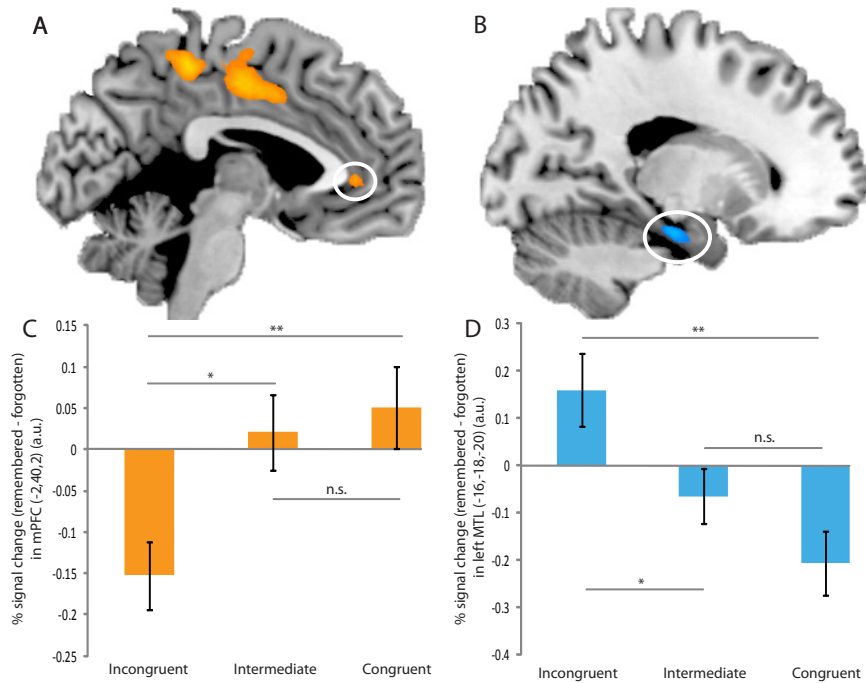 A
B
C
% signal change (remembered - forgotten)
in mPFC (-2,40,2) (a.u.)
0.15
0.1
0.05
0
-0.05
-0.1
-0.15
-0.2
-0.25
**
*
n.s.
Incongruent Intermediate Congruent
D
% signal change (remembered - forgotten)
in left MTL (-16,-18,-20) (a.u.)
0.3
0.2
0.1
0
-0.1
-0.2
-0.3
-0.4
**
n.s.
*
Incongruent Intermediate Congruent